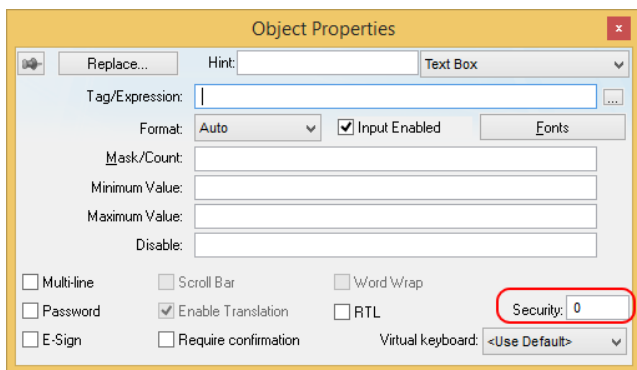 Object Properties
x
Replace... Hint: Text Box
Tag/Expression: ...
Format: Auto Input Enabled Fonts
Mask/Count:
Minimum Value:
Maximum Value:
Disable:
Multi-line Scroll Bar Word Wrap
Password Enable Translation RTL Security: 0
E-Sign Require confirmation Virtual keyboard: <Use Default>